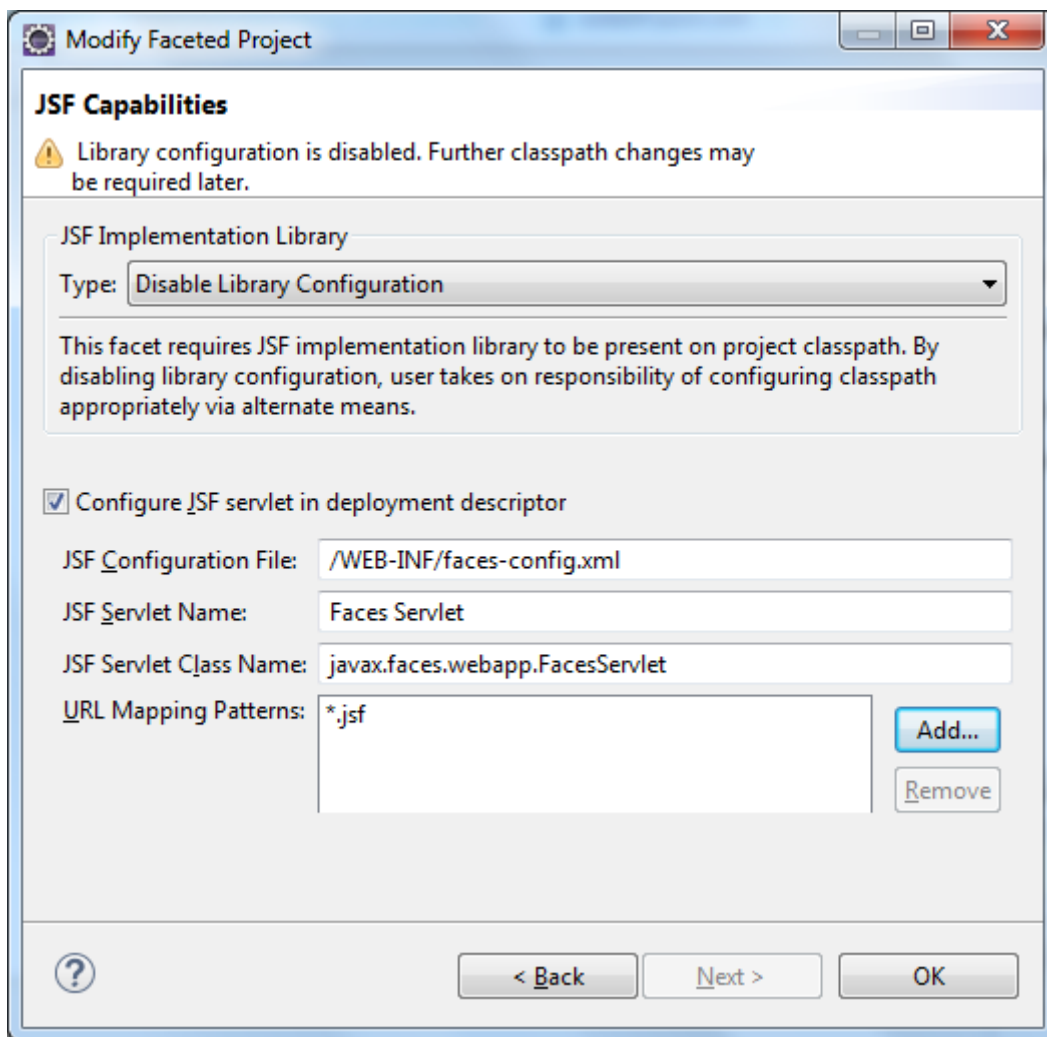 Modify Faceted Project
JSF Capabilities
Library configuration is disabled. Further classpath changes may
be required later.
JSF Implementation Library
Type: Disable Library Configuration
This facet requires JSF implementation library to be present on project classpath. By
disabling library configuration, user takes on responsibility of configuring classpath
appropriately via alternate means.
Configure JSF servlet in deployment descriptor
JSF Configuration File: /WEB-INF/faces-config.xml
JSF Servlet Name: Faces Servlet
JSF Servlet Class Name: javax.faces.webapp.FacesServlet
URL Mapping Patterns: *.jsf
Add...
Remove
? < Back Next > OK